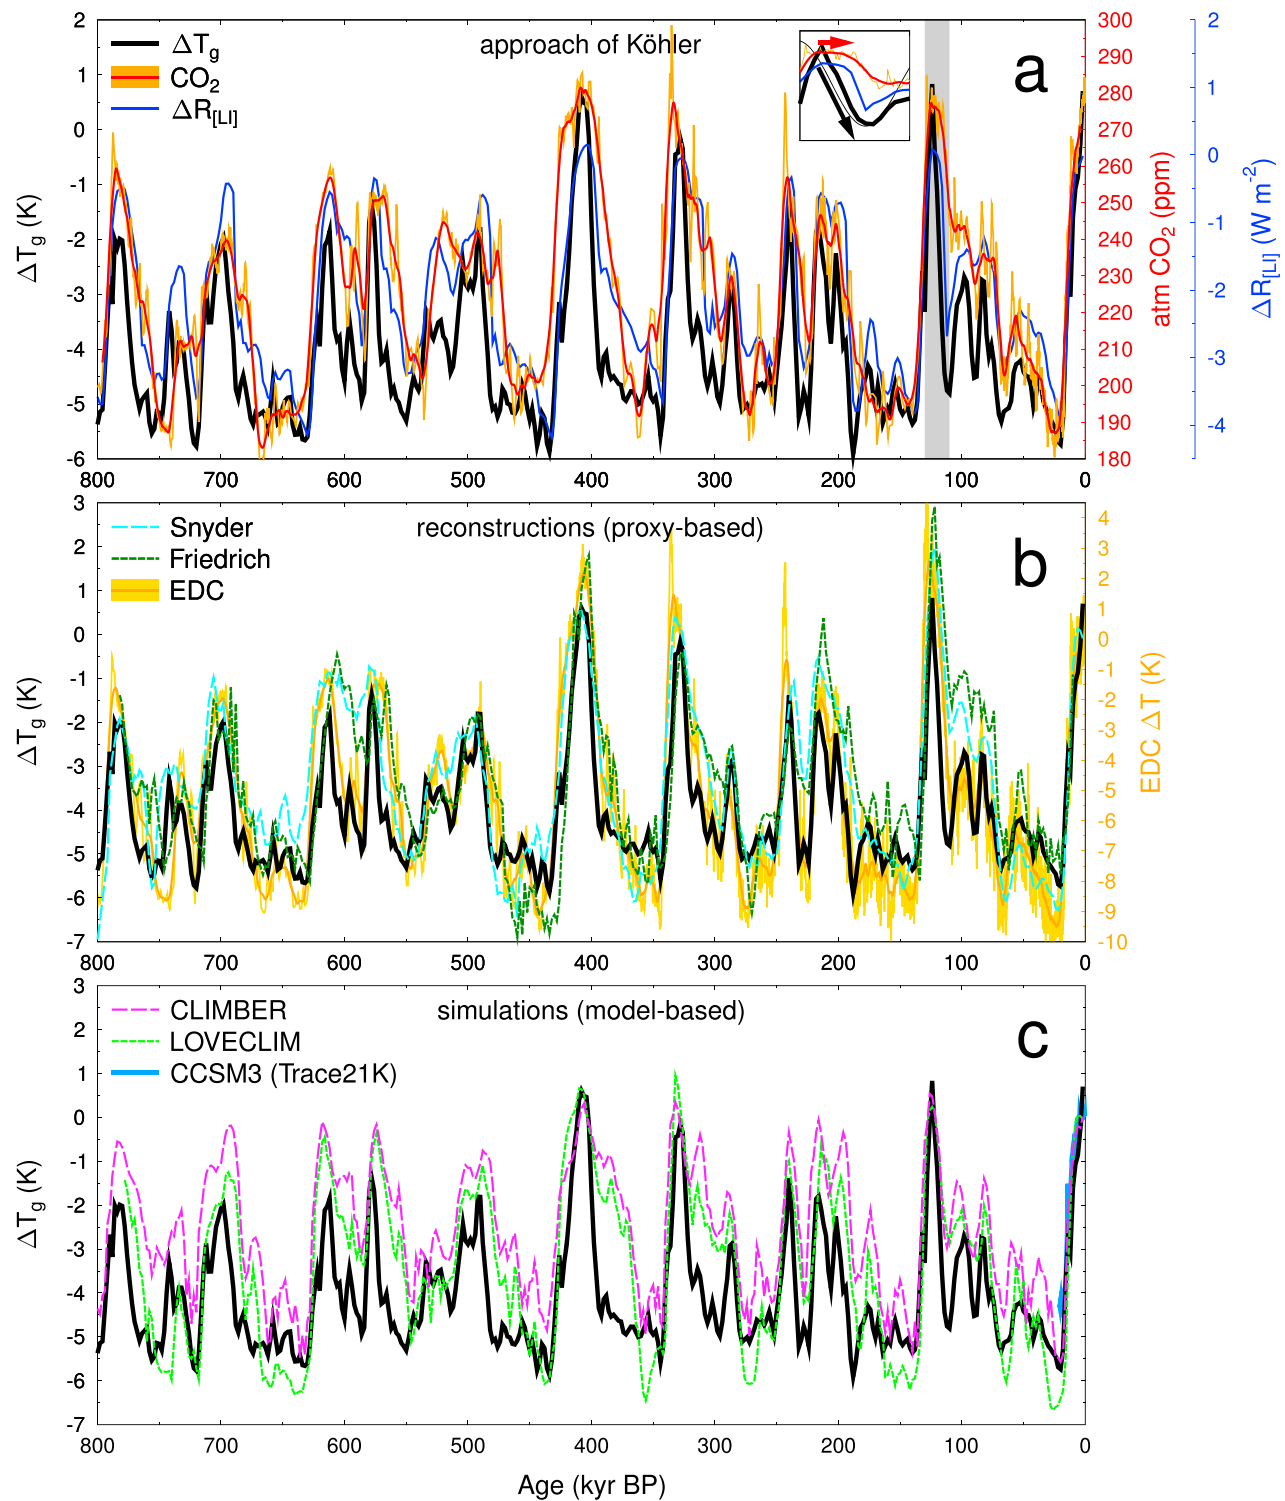 approach of Köhler
a
ΔTg
CO2
ΔR[LI]
2
1
0
-1
-2
-3
-4
-5
-6
ΔTg (K)
300
290
280
270
260
250
240
230
220
210
200
190
180
atm CO2 (ppm)
2
1
0
-1
-2
-3
-4
ΔR[LI] (W m-2)
800 700 600 500 400 300 200 100 0
reconstructions (proxy-based)
b
Snyder
Friedrich
EDC
3
2
1
0
-1
-2
-3
-4
-5
-6
-7
ΔTg (K)
4
3
2
1
0
-1
-2
-3
-4
-5
-6
-7
-8
-9
-10
EDC ΔT (K)
800 700 600 500 400 300 200 100 0
simulations (model-based)
c
CLIMBER
LOVECLIM
CCSM3 (Trace21K)
3
2
1
0
-1
-2
-3
-4
-5
-6
-7
ΔTg (K)
800 700 600 500 400 300 200 100 0
Age (kyr BP)